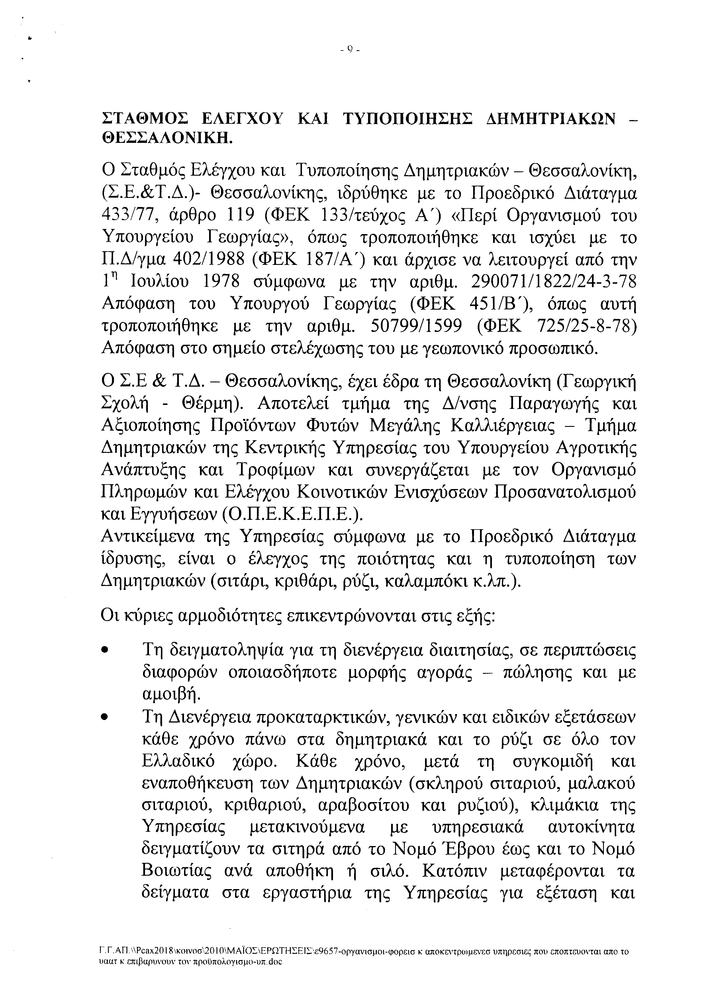 - 9 -
ΣΤΑΘΜΟΣ ΕΛΕΓΧΟΥ ΚΑΙ ΤΥΠΟΠΟΙΗΣΗΣ ΔΗΜΗΤΡΙΑΚΩΝ –
ΘΕΣΣΑΛΟΝΙΚΗ.
Ο Σταθμός Ελέγχου και Τυποποίησης Δημητριακών – Θεσσαλονίκη,
(Σ.Ε.&Τ.Δ.)- Θεσσαλονίκης, ιδρύθηκε με το Προεδρικό Διάταγμα
433/77, άρθρο 119 (ΦΕΚ 133/τεύχος Α΄) «Περί Οργανισμού του
Υπουργείου Γεωργίας», όπως τροποποιήθηκε και ισχύει με το
Π.Δ/γμα 402/1988 (ΦΕΚ 187/Α΄) και άρχισε να λειτουργεί από την
1η Ιουλίου 1978 σύμφωνα με την αριθμ. 290071/1822/24-3-78
Απόφαση του Υπουργού Γεωργίας (ΦΕΚ 451/Β΄), όπως αυτή
τροποποιήθηκε με την αριθμ. 50799/1599 (ΦΕΚ 725/25-8-78)
Απόφαση στο σημείο στελέχωσης του με γεωπονικό προσωπικό.
Ο Σ.Ε & Τ.Δ. – Θεσσαλονίκης, έχει έδρα τη Θεσσαλονίκη (Γεωργική
Σχολή - Θέρμη). Αποτελεί τμήμα της Δ/νσης Παραγωγής και
Αξιοποίησης Προϊόντων Φυτών Μεγάλης Καλλιέργειας – Τμήμα
Δημητριακών της Κεντρικής Υπηρεσίας του Υπουργείου Αγροτικής
Ανάπτυξης και Τροφίμων και συνεργάζεται με τον Οργανισμό
Πληρωμών και Ελέγχου Κοινοτικών Ενισχύσεων Προσανατολισμού
και Εγγυήσεων (Ο.Π.Ε.Κ.Ε.Π.Ε.).
Αντικείμενα της Υπηρεσίας σύμφωνα με το Προεδρικό Διάταγμα
ίδρυσης, είναι ο έλεγχος της ποιότητας και η τυποποίηση των
Δημητριακών (σιτάρι, κριθάρι, ρύζι, καλαμπόκι κ.λπ.).
Οι κύριες αρμοδιότητες επικεντρώνονται στις εξής:
• Τη δειγματοληψία για τη διενέργεια διαιτησίας, σε περιπτώσεις
διαφορών οποιασδήποτε μορφής αγοράς – πώλησης και με
αμοιβή.
• Τη Διενέργεια προκαταρκτικών, γενικών και ειδικών εξετάσεων
κάθε χρόνο πάνω στα δημητριακά και το ρύζι σε όλο τον
Ελλαδικό χώρο. Κάθε χρόνο, μετά τη συγκομιδή και
εναποθήκευση των Δημητριακών (σκληρού σιταριού, μαλακού
σιταριού, κριθαριού, αραβοσίτου και ρυζιού), κλιμάκια της
Υπηρεσίας μετακινούμενα με υπηρεσιακά αυτοκίνητα
δειγματίζουν τα σιτηρά από το Νομό Έβρου έως και το Νομό
Βοιωτίας ανά αποθήκη ή σιλό. Κατόπιν μεταφέρονται τα
δείγματα στα εργαστήρια της Υπηρεσίας για εξέταση και
Γ.Γ.ΑΠ.\\Pcax2018\κοινοσ\2010\ΜΑΪΟΣ\ΕΡΩΤΗΣΕΙΣ\ε9657-οργανισμοι-φορεισ κ αποκεντρωμενεσ υπηρεσιες που εποπτευονται απο το
υαατ κ επιβαρυνουν τον προϋπολογισμο-υπ.doc